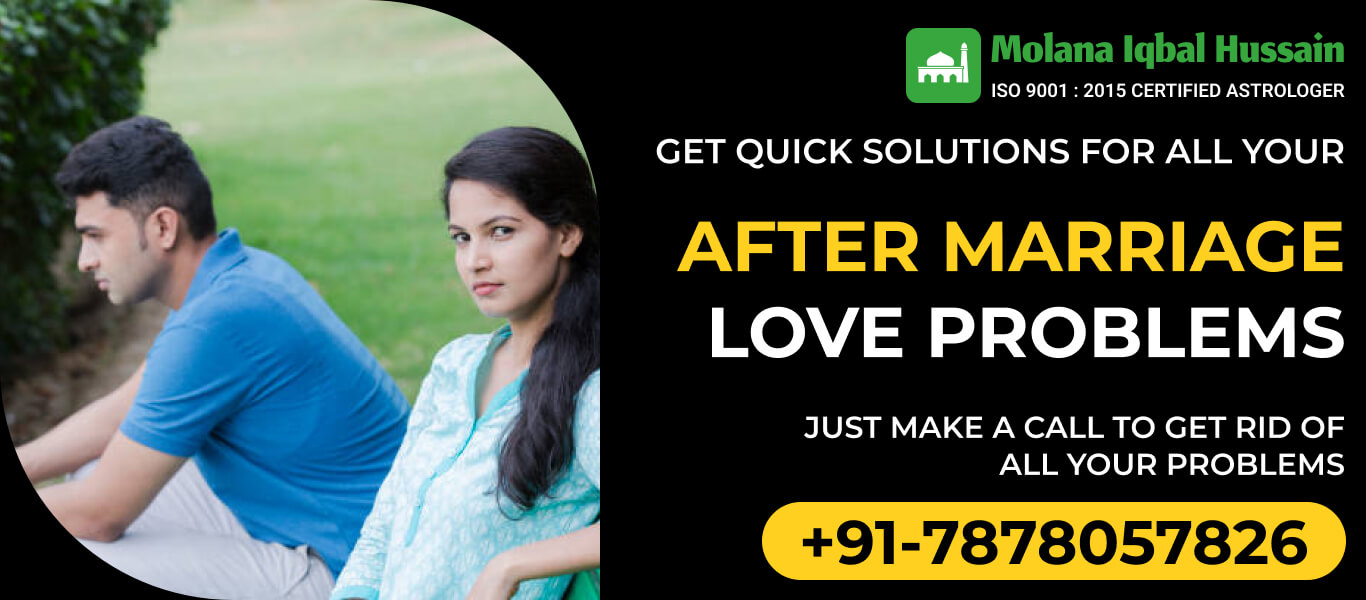 Molana Iqbal Hussain
ISO 9001 : 2015 CERTIFIED ASTROLOGER
GET QUICK SOLUTIONS FOR ALL YOUR
AFTER MARRIAGE
LOVE PROBLEMS
JUST MAKE A CALL TO GET RID OF
ALL YOUR PROBLEMS
+91-7878057826